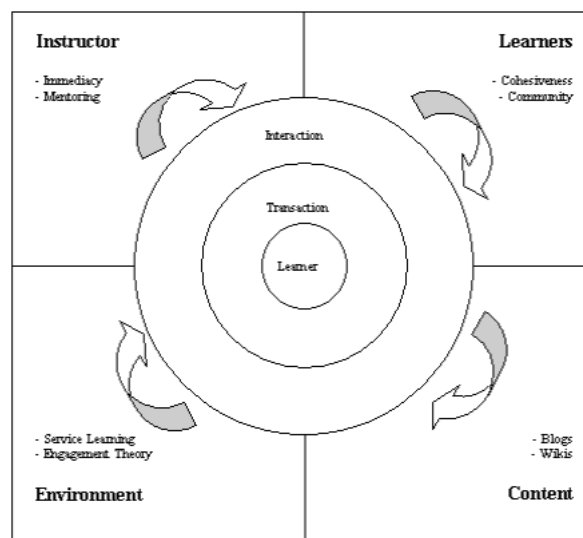 Instructor
- Immediacy
- Mentoring
Learners
- Cohesiveness
- Community
Interaction
Transaction
Learner
- Service Learning
- Engagement Theory
Environment
- Blogs
- Wikis
Content